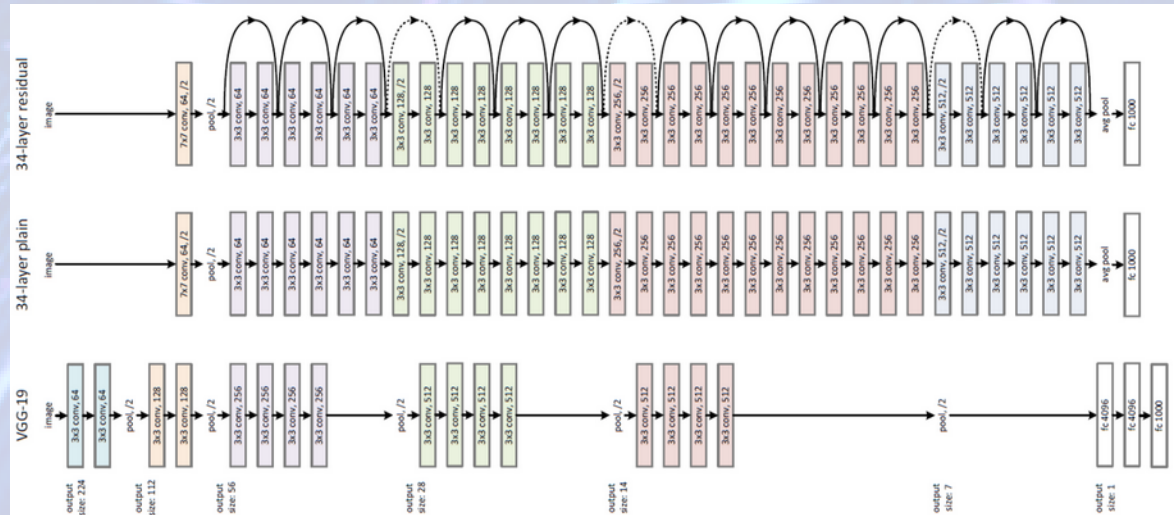 output
size: 224
output
size: 112
output
size: 56
output
size: 28
output
size: 14
output
size: 7
output
size: 1
VGG-19
image
3x3 conv, 64
3x3 conv, 64
pool, /2
3x3 conv, 128
3x3 conv, 128
pool, /2
3x3 conv, 256
3x3 conv, 256
3x3 conv, 256
3x3 conv, 256
pool, /2
3x3 conv, 512
3x3 conv, 512
3x3 conv, 512
3x3 conv, 512
pool, /2
3x3 conv, 512
3x3 conv, 512
3x3 conv, 512
3x3 conv, 512
pool, /2
fc 4096
fc 4096
fc 1000
34-layer plain
image
7x7 conv, 64, /2
pool, /2
3x3 conv, 64
3x3 conv, 64
3x3 conv, 64
3x3 conv, 64
3x3 conv, 64
3x3 conv, 64
3x3 conv, 128, /2
3x3 conv, 128
3x3 conv, 128
3x3 conv, 128
3x3 conv, 128
3x3 conv, 128
3x3 conv, 128
3x3 conv, 128
3x3 conv, 256, /2
3x3 conv, 256
3x3 conv, 256
3x3 conv, 256
3x3 conv, 256
3x3 conv, 256
3x3 conv, 256
3x3 conv, 256
3x3 conv, 256
3x3 conv, 256
3x3 conv, 256
3x3 conv, 256
3x3 conv, 512, /2
3x3 conv, 512
3x3 conv, 512
3x3 conv, 512
3x3 conv, 512
3x3 conv, 512
avg pool
fc 1000
34-layer residual
image
7x7 conv, 64, /2
pool, /2
3x3 conv, 64
3x3 conv, 64
3x3 conv, 64
3x3 conv, 64
3x3 conv, 64
3x3 conv, 64
3x3 conv, 128, /2
3x3 conv, 128
3x3 conv, 128
3x3 conv, 128
3x3 conv, 128
3x3 conv, 128
3x3 conv, 128
3x3 conv, 128
3x3 conv, 256, /2
3x3 conv, 256
3x3 conv, 256
3x3 conv, 256
3x3 conv, 256
3x3 conv, 256
3x3 conv, 256
3x3 conv, 256
3x3 conv, 256
3x3 conv, 256
3x3 conv, 256
3x3 conv, 256
3x3 conv, 512, /2
3x3 conv, 512
3x3 conv, 512
3x3 conv, 512
3x3 conv, 512
3x3 conv, 512
avg pool
fc 1000